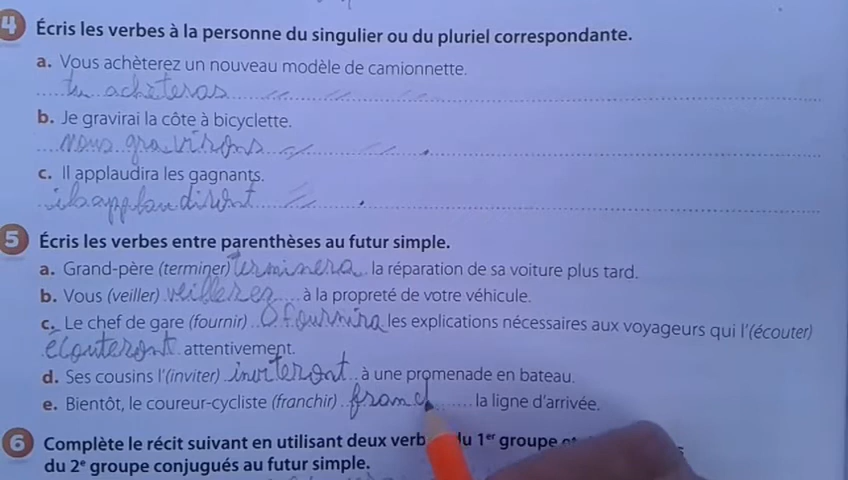 4 Écris les verbes à la personne du singulier ou du pluriel correspondante.
a. Vous achèterez un nouveau modèle de camionnette.
tu achèteras
b. Je gravirai la côte à bicyclette.
nous gravirons
c. Il applaudira les gagnants.
ils applaudiront
5 Écris les verbes entre parenthèses au futur simple.
a. Grand-père (terminer) terminera la réparation de sa voiture plus tard.
b. Vous (veiller) veillerez à la propreté de votre véhicule.
c. Le chef de gare (fournir) fournira les explications nécessaires aux voyageurs qui l'(écouter)
écouteront attentivement.
d. Ses cousins l'(inviter) inviteront à une promenade en bateau.
e. Bientôt, le coureur-cycliste (franchir) franc la ligne d'arrivée.
6 Complète le récit suivant en utilisant deux du 1er groupe
du 2e groupe conjugués au futur simple.